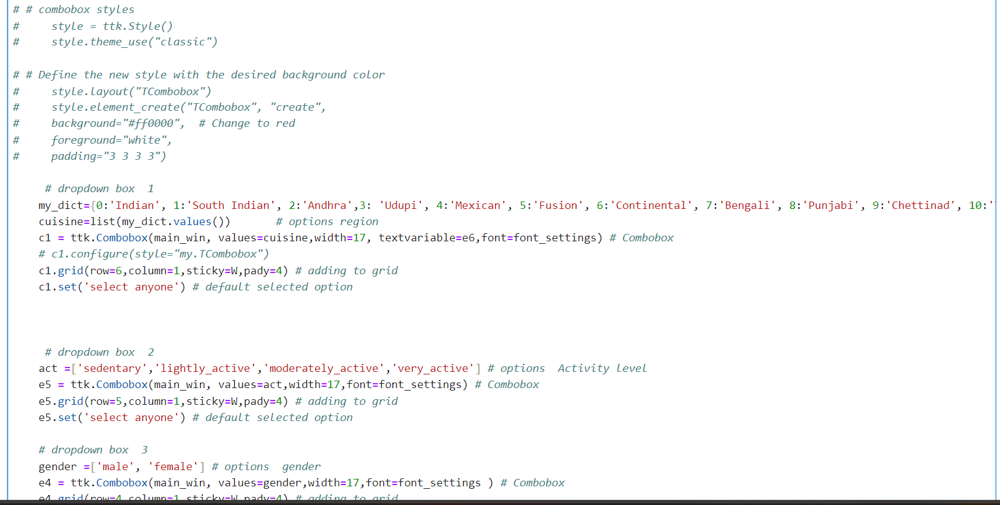 # # combobox styles
#     style = ttk.Style()
#     style.theme_use("classic")
# # Define the new style with the desired background color
#     style.layout("TCombobox")
#     style.element_create("TCombobox", "create",
#     background="#ff0000",  # Change to red
#     foreground="white",
#     padding="3 3 3 3")
     # dropdown box  1
    my_dict={0:'Indian', 1:'South Indian', 2:'Andhra',3: 'Udupi', 4:'Mexican', 5:'Fusion', 6:'Continental', 7:'Bengali', 8:'Punjabi', 9:'Chettinad', 10:'
    cuisine=list(my_dict.values())       # options region
    c1 = ttk.Combobox(main_win, values=cuisine,width=17, textvariable=e6,font=font_settings) # Combobox
    # c1.configure(style="my.TCombobox")
    c1.grid(row=6,column=1,sticky=W,pady=4) # adding to grid
    c1.set('select anyone') # default selected option
     # dropdown box  2
    act =['sedentary','lightly_active','moderately_active','very_active'] # options  Activity level
    e5 = ttk.Combobox(main_win, values=act,width=17,font=font_settings) # Combobox
    e5.grid(row=5,column=1,sticky=W,pady=4) # adding to grid
    e5.set('select anyone') # default selected option
    # dropdown box  3
    gender =['male', 'female'] # options  gender
    e4 = ttk.Combobox(main_win, values=gender,width=17,font=font_settings ) # Combobox
    e4.grid(row=4,column=1,sticky=W,pady=4) # adding to grid